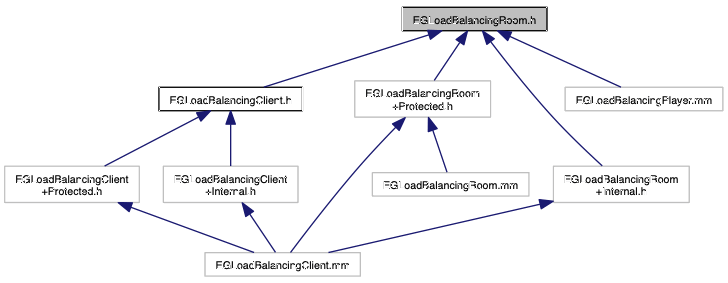 EGLoadBalancingRoom.h
EGLoadBalancingClient.h
EGLoadBalancingRoom
+Protected.h
EGLoadBalancingPlayer.mm
EGLoadBalancingClient
+Protected.h
EGLoadBalancingClient
+Internal.h
EGLoadBalancingRoom.mm
EGLoadBalancingRoom
+Internal.h
EGLoadBalancingClient.mm